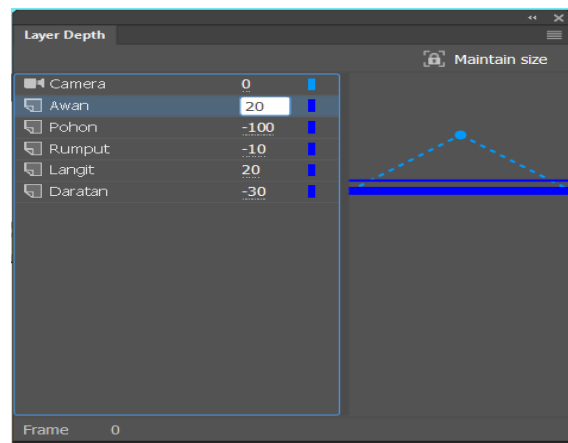 Layer Depth
Maintain size
Camera 0
Awan 20
Pohon -100
Rumput -10
Langit 20
Daratan -30
Frame 0